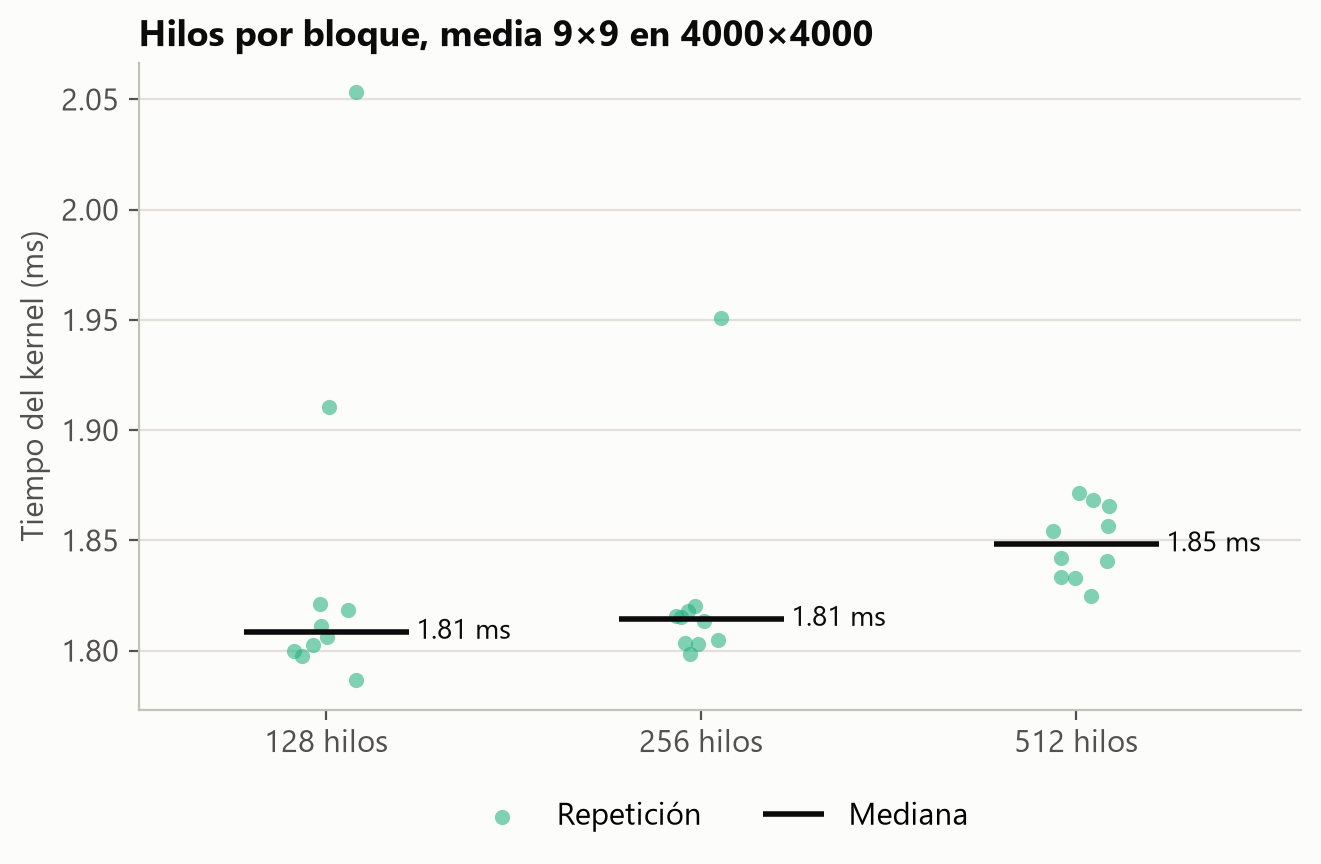 Hilos por bloque, media 9×9 en 4000×4000
Tiempo del kernel (ms)
2.05
2.00
1.95
1.90
1.85
1.80
1.81 ms
1.81 ms
1.85 ms
128 hilos
256 hilos
512 hilos
Repetición
Mediana